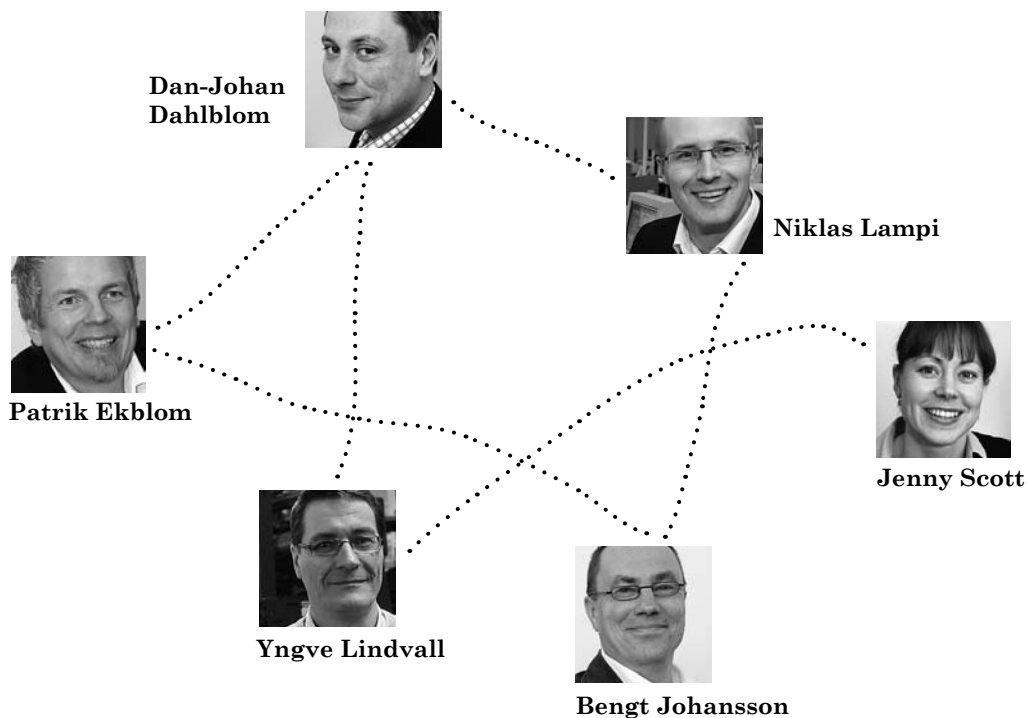 Dan-Johan
Dahlblom
Niklas Lampi
Patrik Ekblom
Jenny Scott
Yngve Lindvall
Bengt Johansson